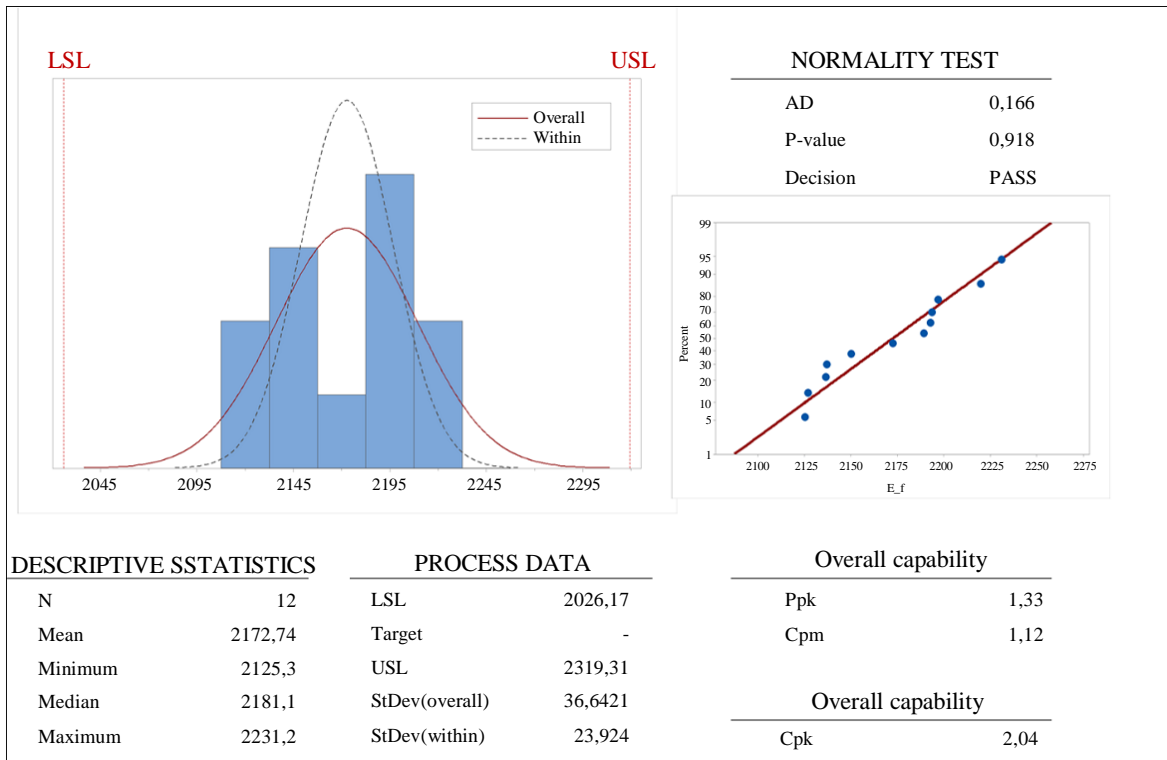 LSL
USL
Overall
Within
2045 2095 2145 2195 2245 2295
NORMALITY TEST
AD 0,166
P-value 0,918
Decision PASS
99
95
90
80
70
60
50
40
30
20
10
5
1
Percent
2100 2125 2150 2175 2200 2225 2250 2275
E_f
DESCRIPTIVE SSTATISTICS
N 12
Mean 2172,74
Minimum 2125,3
Median 2181,1
Maximum 2231,2
PROCESS DATA
LSL 2026,17
Target -
USL 2319,31
StDev(overall) 36,6421
StDev(within) 23,924
Overall capability
Ppk 1,33
Cpm 1,12
Overall capability
Cpk 2,04